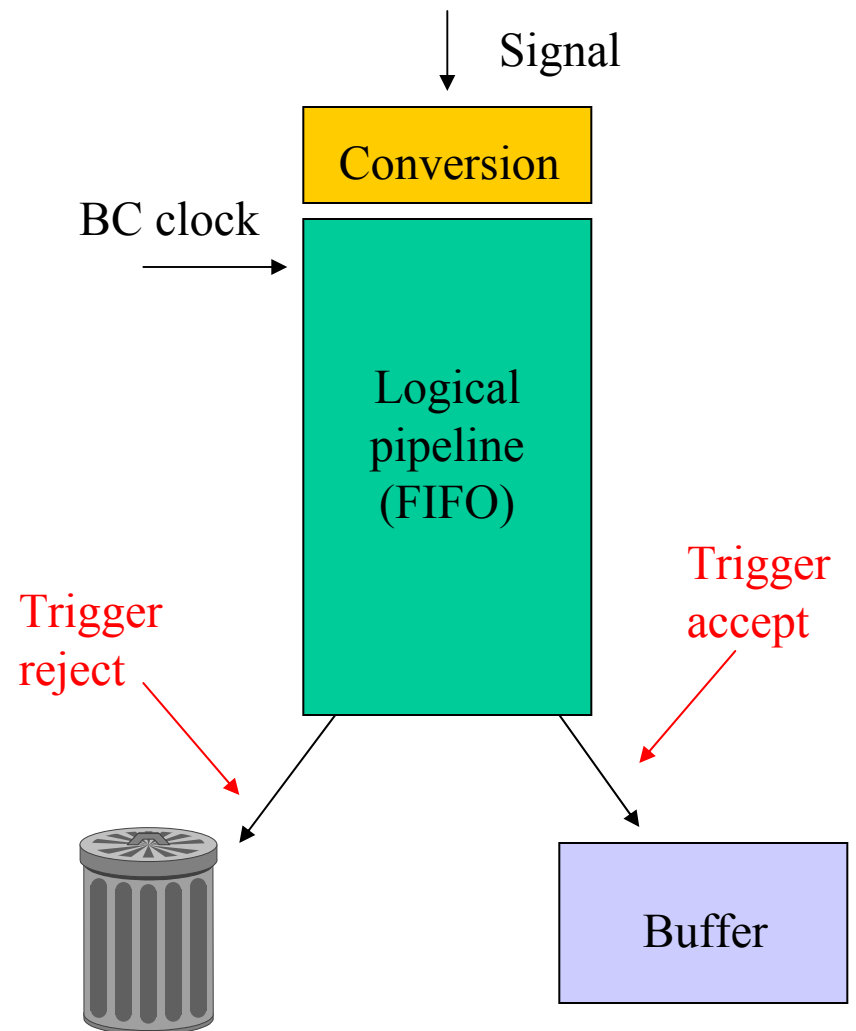 Signal
Conversion
BC clock
Logical
pipeline
(FIFO)
Trigger
accept
Trigger
reject
Buffer